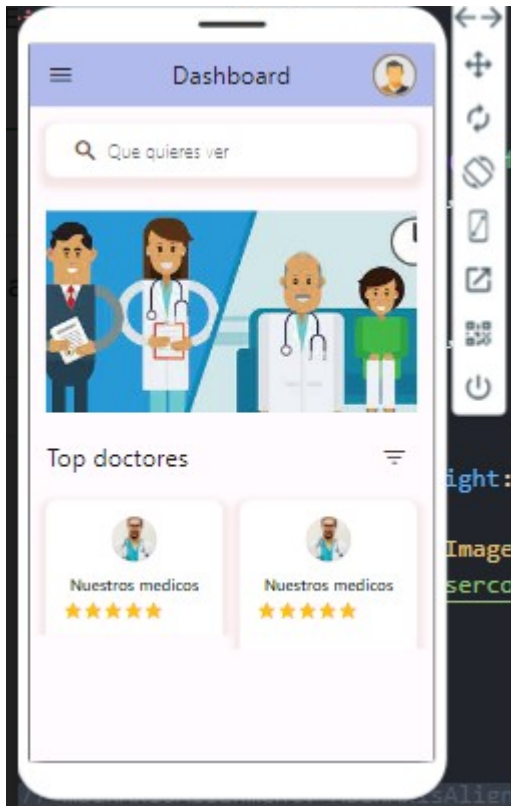 Dashboard
Que quieres ver
Top doctores
Nuestros medicos
Nuestros medicos
ight:
Image
serco